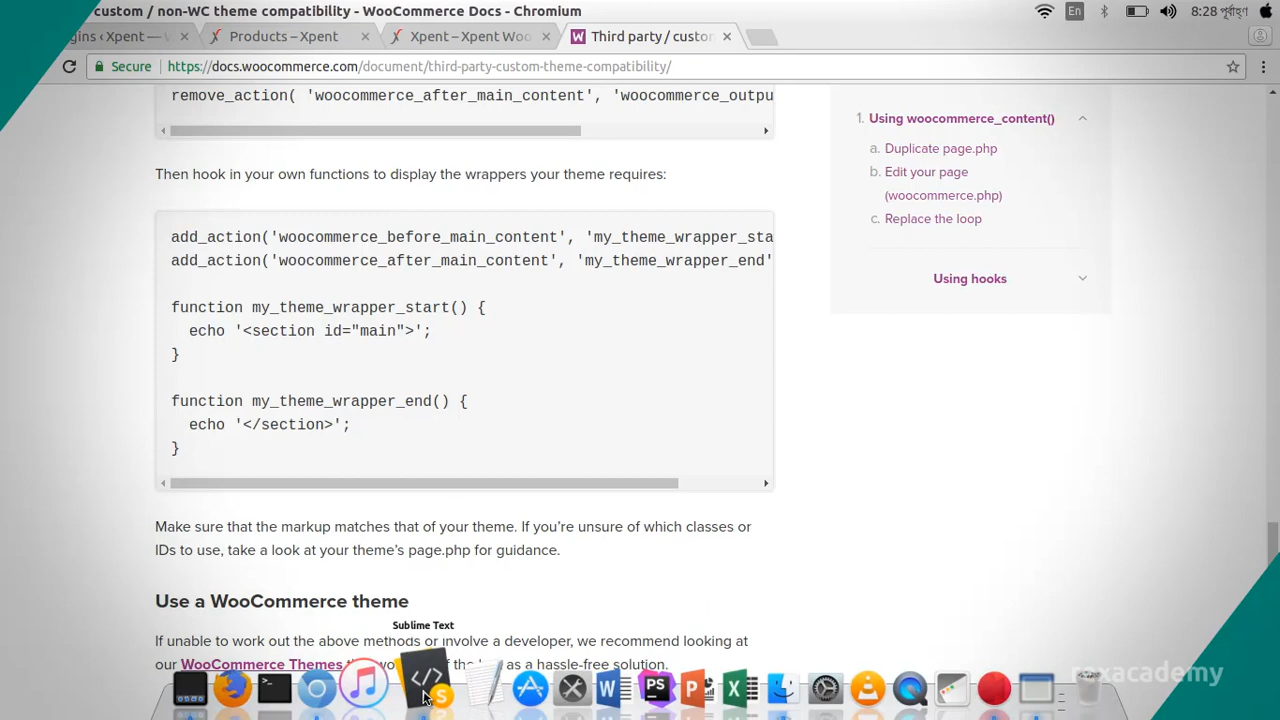 custom / non-WC theme compatibility - WooCommerce Docs - Chromium
En
8:28 পূর্বাহ্ণ
gins ‹ Xpent —
Products – Xpent
Xpent – Xpent Woo
Third party / custo
Secure
https://docs.woocommerce.com/document/third-party-custom-theme-compatibility/
remove_action( 'woocommerce_after_main_content', 'woocommerce_outpu
Then hook in your own functions to display the wrappers your theme requires:
add_action('woocommerce_before_main_content', 'my_theme_wrapper_sta
add_action('woocommerce_after_main_content', 'my_theme_wrapper_end'
function my_theme_wrapper_start() {
echo '<section id="main">';
}
function my_theme_wrapper_end() {
echo '</section>';
}
Make sure that the markup matches that of your theme. If you’re unsure of which classes or
IDs to use, take a look at your theme’s page.php for guidance.
Use a WooCommerce theme
If unable to work out the above methods or involve a developer, we recommend looking at
our WooCommerce Themes of the as a hassle-free solution.
1. Using woocommerce_content()
a. Duplicate page.php
b. Edit your page
(woocommerce.php)
c. Replace the loop
Using hooks
Sublime Text
rexacademy